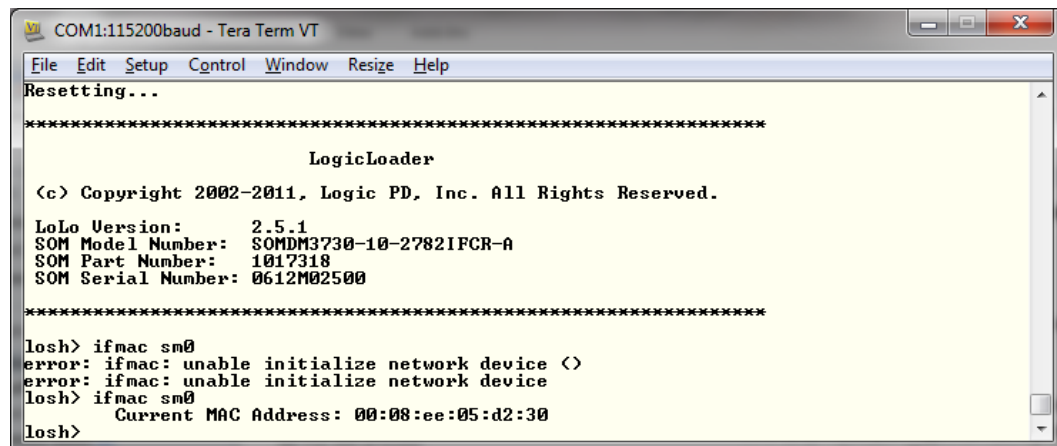 COM1:115200baud - Tera Term VT
File Edit Setup Control Window Resize Help
Resetting...
******************************************************************
LogicLoader
(c) Copyright 2002-2011, Logic PD, Inc. All Rights Reserved.
LoLo Version: 2.5.1
SOM Model Number: SOMDM3730-10-2782IFCR-A
SOM Part Number: 1017318
SOM Serial Number: 0612M02500
******************************************************************
losh> ifmac sm0
error: ifmac: unable initialize network device ()
error: ifmac: unable initialize network device
losh> ifmac sm0
Current MAC Address: 00:08:ee:05:d2:30
losh>